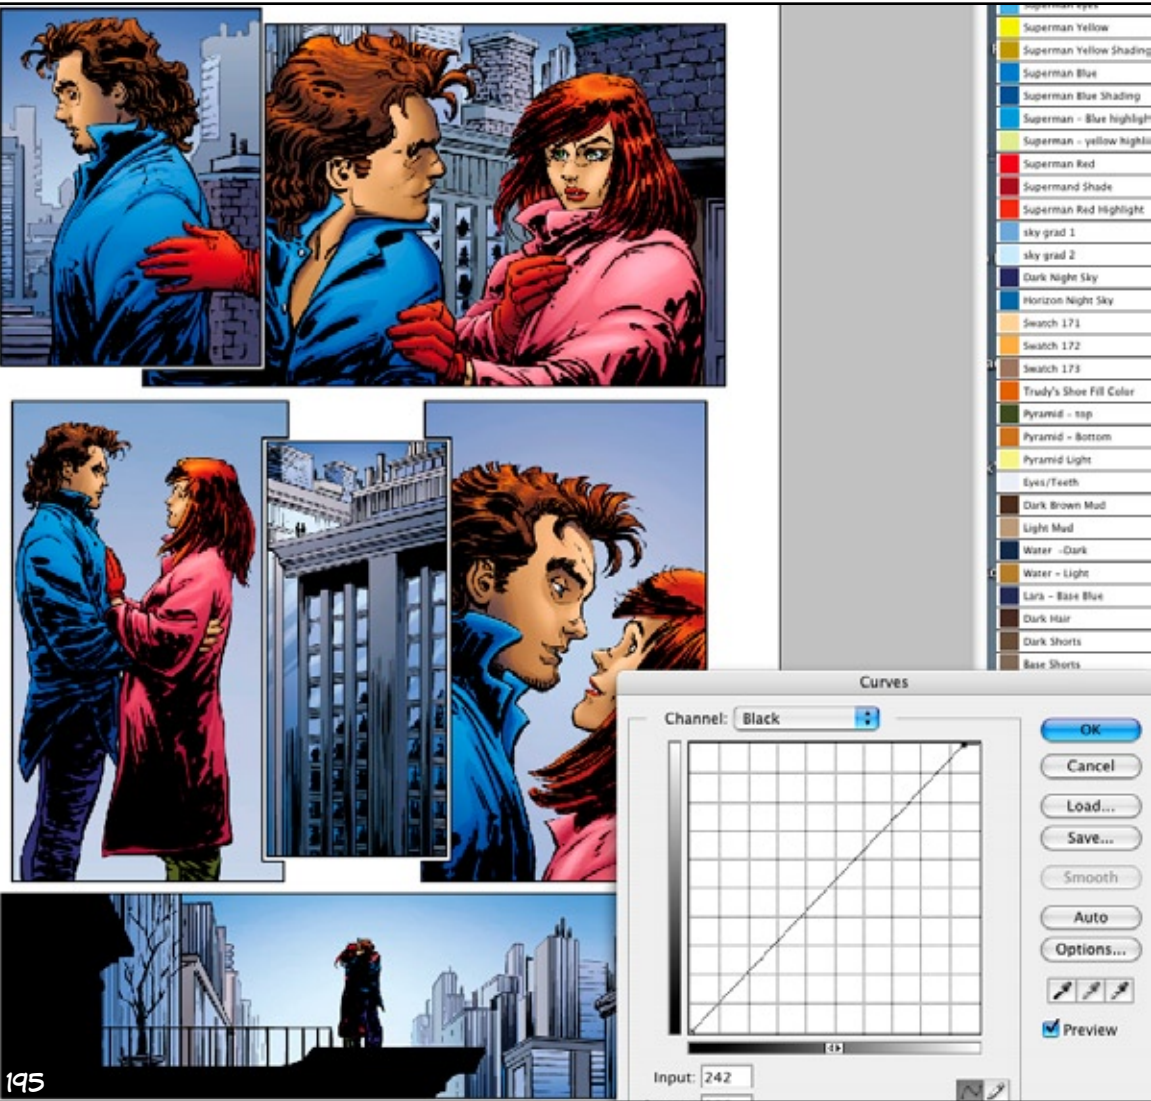 Superman eyes
Superman Yellow
Superman Yellow Shading
Superman Blue
Superman Blue Shading
Superman - Blue highligh
Superman - yellow highli
Superman Red
Supermand Shade
Superman Red Highlight
sky grad 1
sky grad 2
Dark Night Sky
Horizon Night Sky
Swatch 171
Swatch 172
Swatch 173
Trudy's Shoe Fill Color
Pyramid - top
Pyramid - Bottom
Pyramid Light
Eyes/Teeth
Dark Brown Mud
Light Mud
Water -Dark
Water - Light
Lara - Base Blue
Dark Hair
Dark Shorts
Base Shorts
Curves
Channel: Black
OK
Cancel
Load...
Save...
Smooth
Auto
Options...
Preview
Input: 242
195